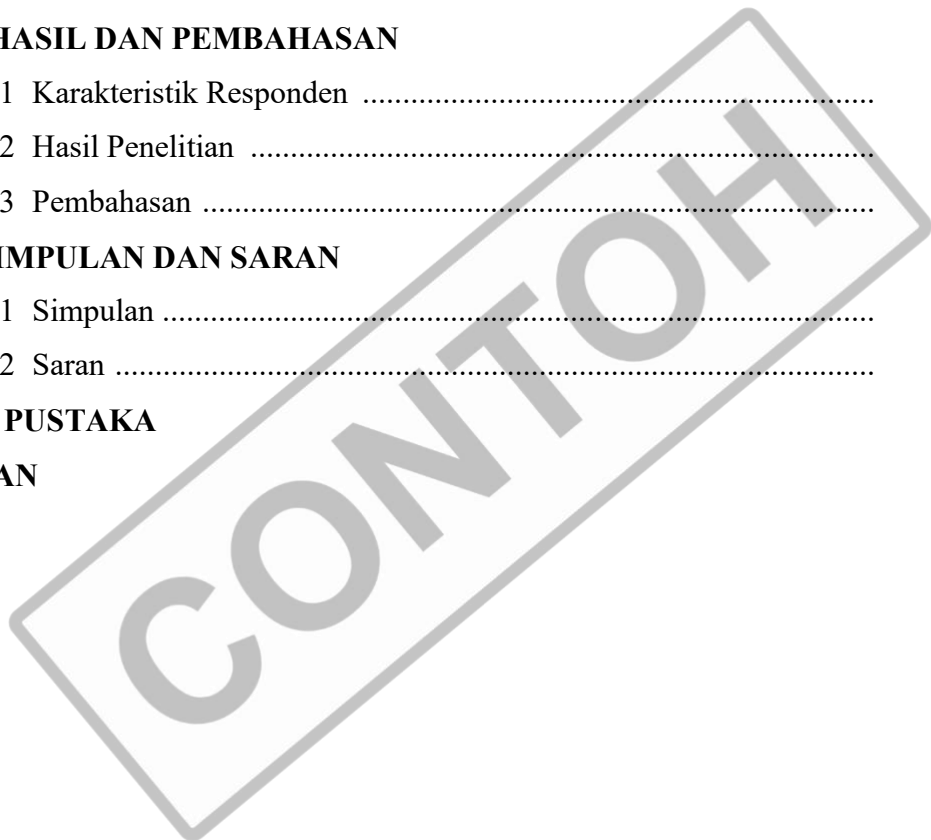 HASIL DAN PEMBAHASAN
1 Karakteristik Responden ................................................................................
2 Hasil Penelitian .................................................................................................
3 Pembahasan ........................................................................................................
IMPULAN DAN SARAN
1 Simpulan ..............................................................................................................
2 Saran .....................................................................................................................
PUSTAKA
AN
CONTOH